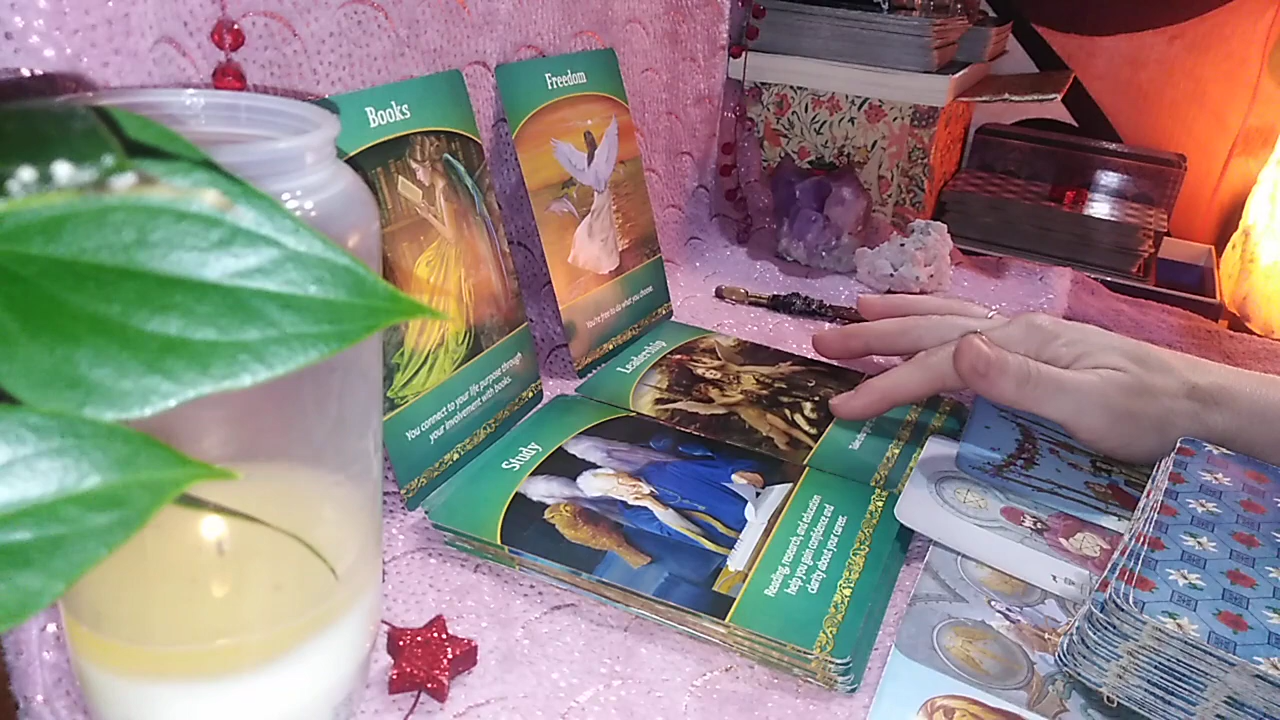 Books
You connect to your life purpose through
your involvement with books.
Freedom
You're free to do what you choose.
Leadership
Study
Reading, research, and education
help you gain confidence and
clarity about your career.